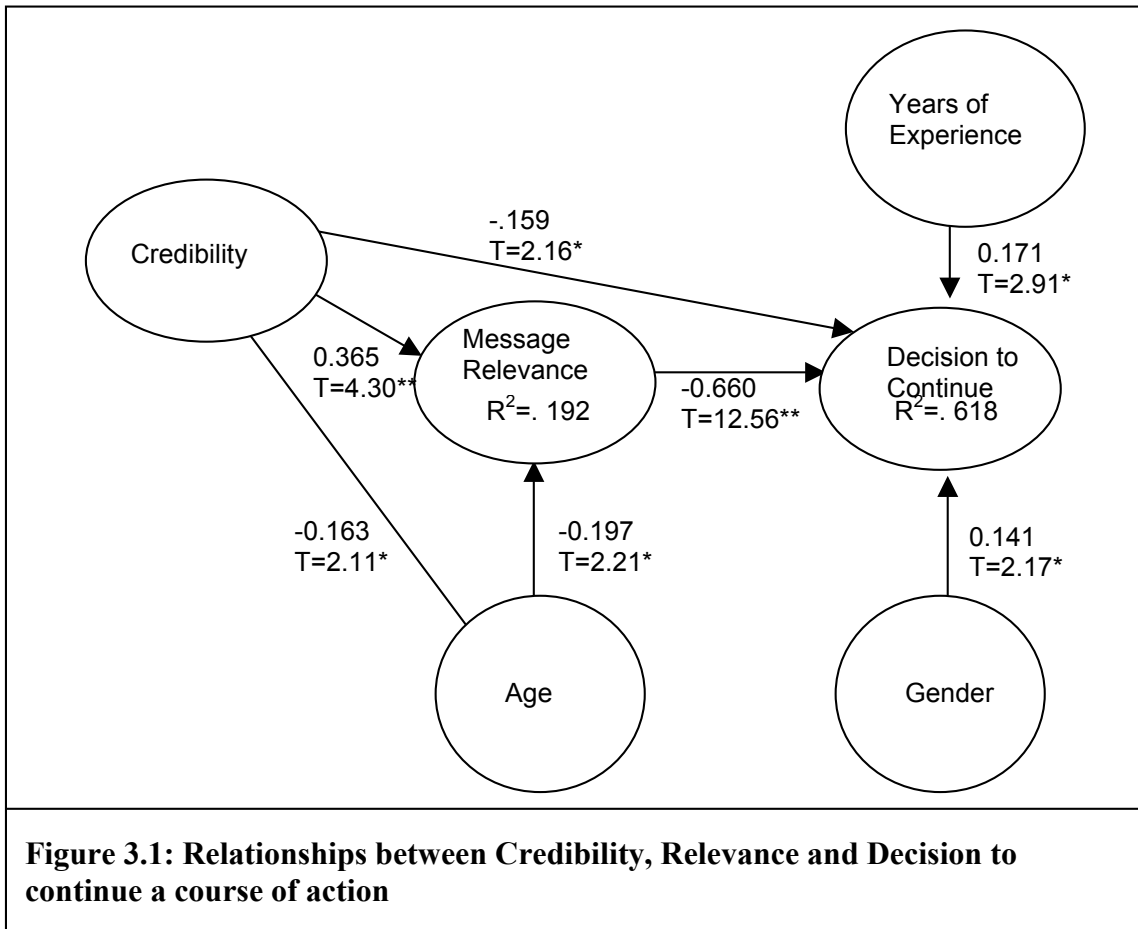 Years of
Experience
Credibility
-.159
T=2.16*
0.171
T=2.91*
0.365
T=4.30**
Message
Relevance
R²=. 192
-0.660
T=12.56**
Decision to
Continue
R²=. 618
-0.163
T=2.11*
-0.197
T=2.21*
0.141
T=2.17*
Age
Gender
Figure 3.1: Relationships between Credibility, Relevance and Decision to
continue a course of action